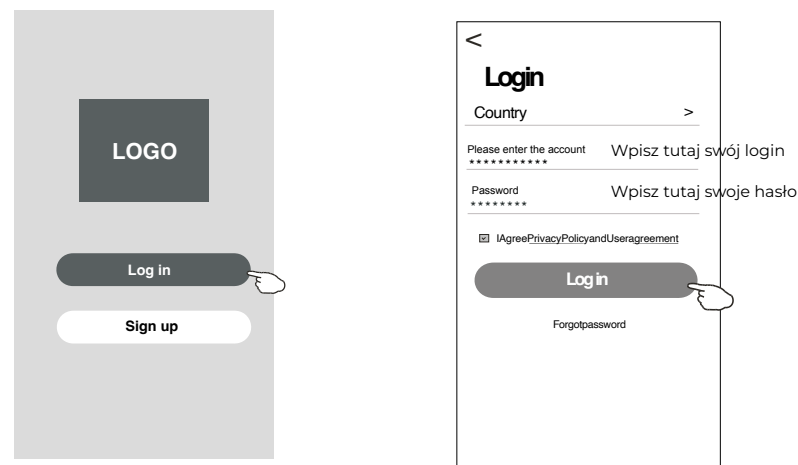 LOGO
Log in
Sign up
<
Login
Country >
Please enter the account Wpisz tutaj swój login
***********
Password Wpisz tutaj swoje hasło
********
IAgreePrivacyPolicyandUseragreement
Log in
Forgotpassword